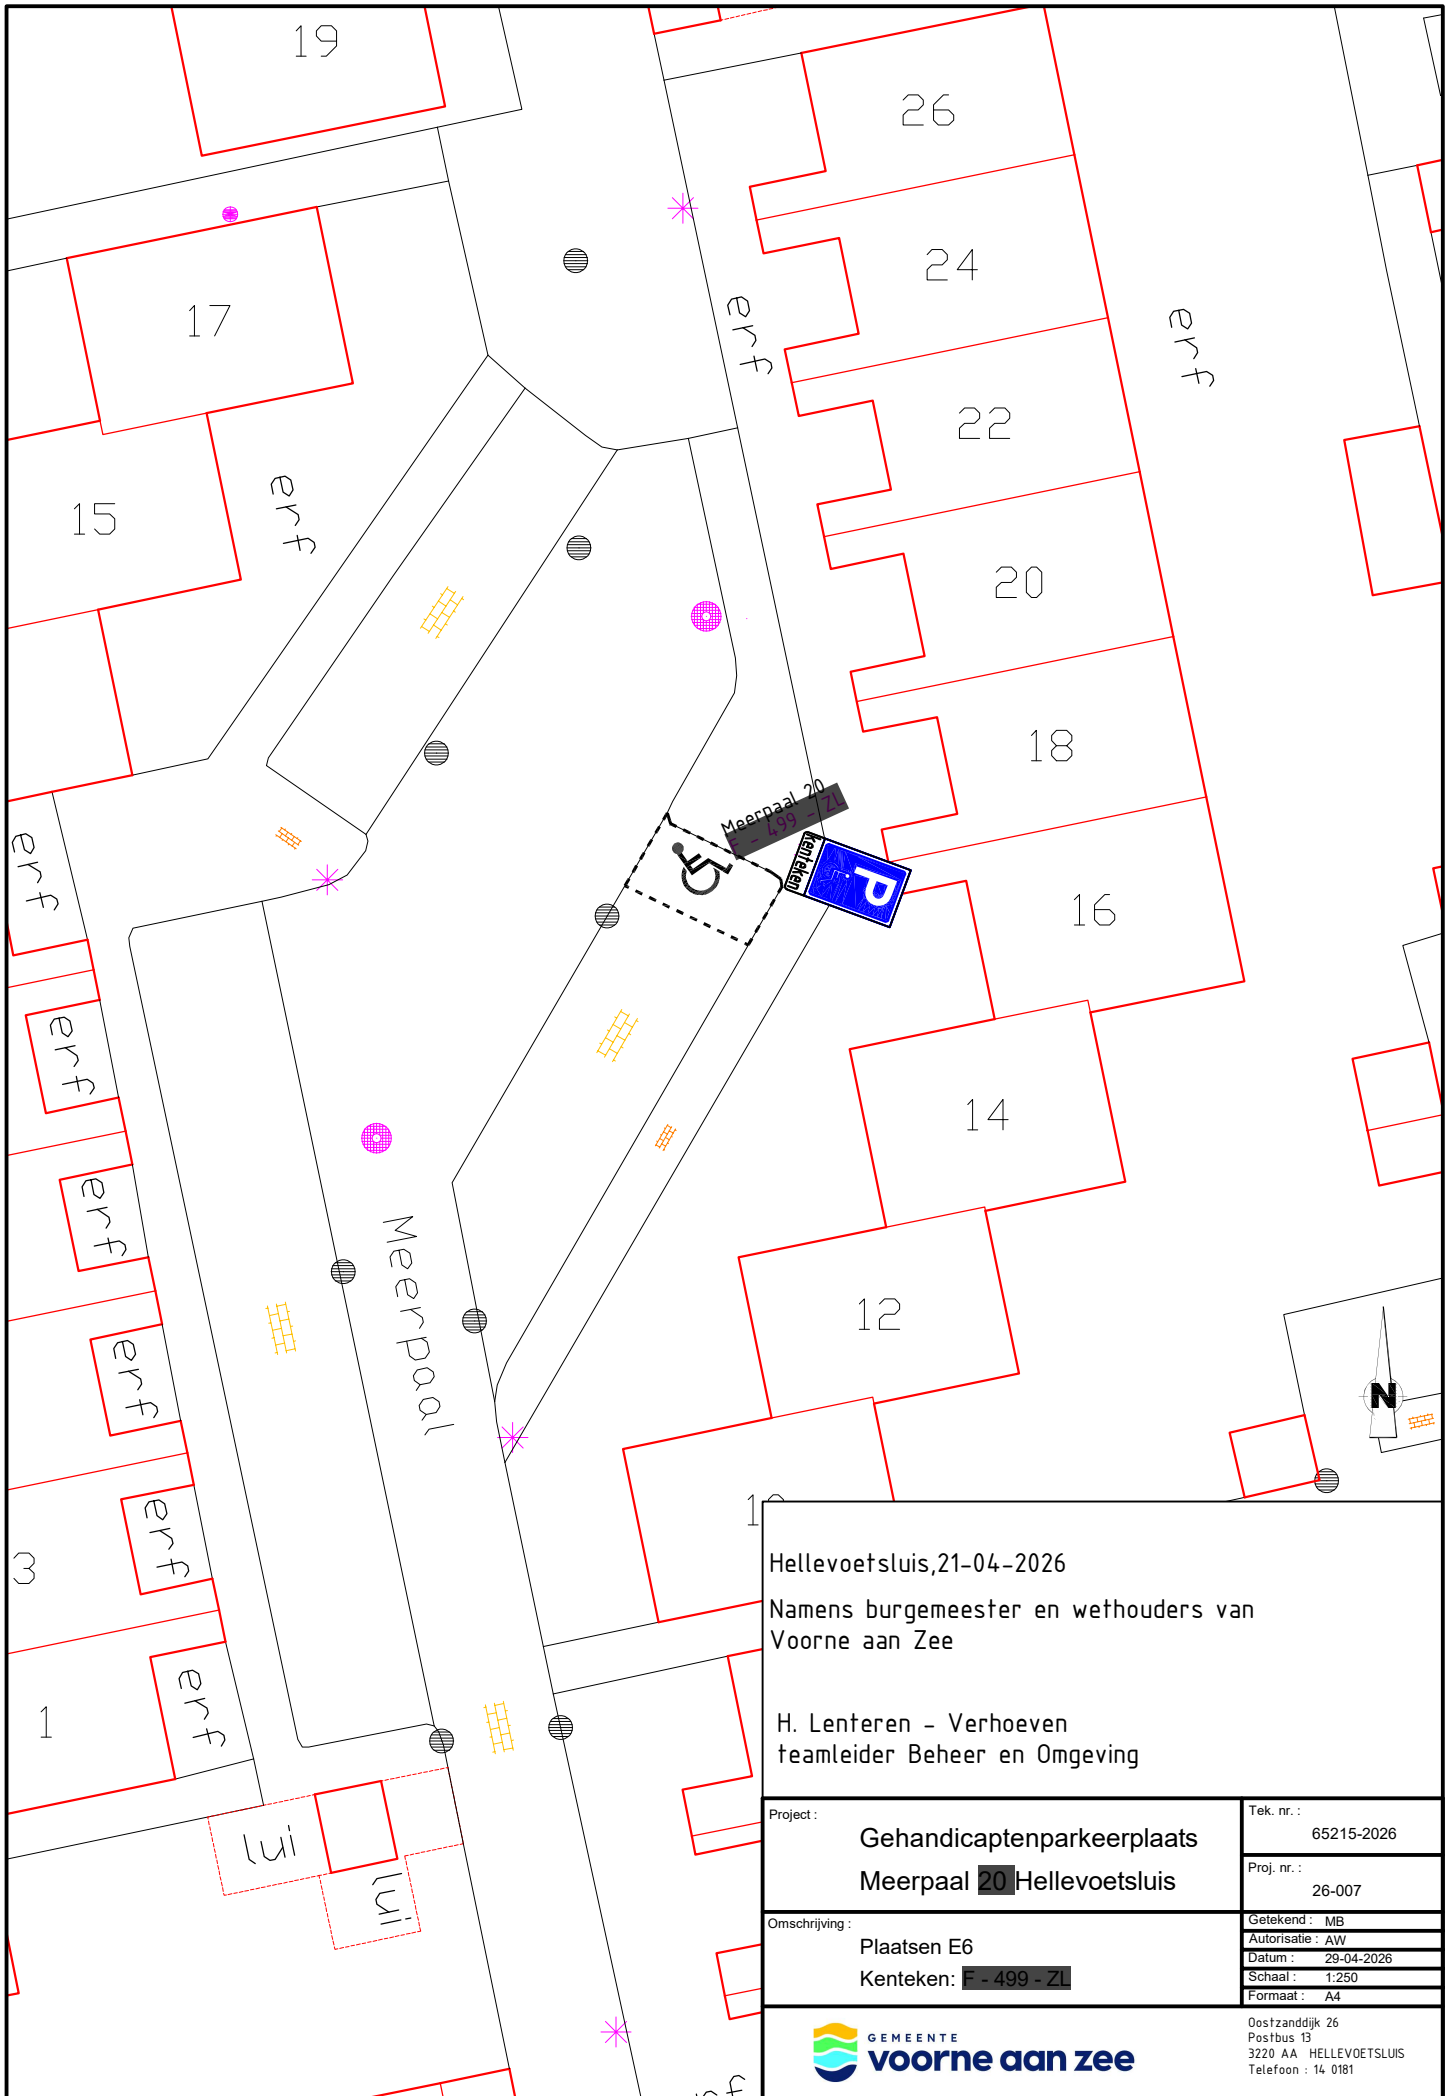 19
26
24
17
erf
erf
22
15
erf
20
18
Meerpaal 20
F - 499 - ZL
kenteken
P
erf
16
erf
14
erf
Meerpaal
12
erf
N
erf
3
1
erf
Hellevoetsluis,21-04-2026
Namens burgemeester en wethouders van
Voorne aan Zee
H. Lenteren - Verhoeven
teamleider Beheer en Omgeving
Project :
Gehandicaptenparkeerplaats
Meerpaal 20 Hellevoetsluis
Tek. nr. :
65215-2026
Proj. nr. :
26-007
Omschrijving :
Plaatsen E6
Kenteken: F - 499 - ZL
Getekend : MB
Autorisatie : AW
Datum : 29-04-2026
Schaal : 1:250
Formaat : A4
lui
lui
GEMEENTE
voorne aan zee
Oostzanddijk 26
Postbus 13
3220 AA HELLEVOETSLUIS
Telefoon : 14 0181